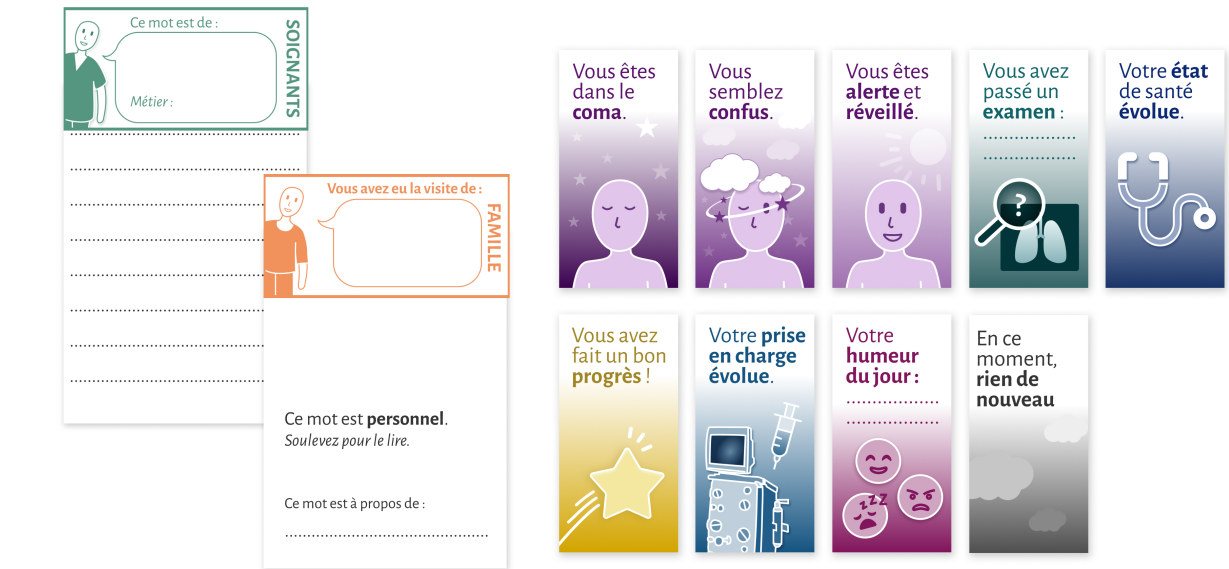 Ce mot est de :
Métier :
SOIGNANTS
Vous avez eu la visite de :
FAMILLE
Ce mot est personnel.
Soulevez pour le lire.
Ce mot est à propos de :
Vous êtes
dans le
coma.
Vous
semblez
confus.
Vous êtes
alerte et
réveillé.
Vous avez
passé un
examen :
?
Votre état
de santé
évolue.
Vous avez
fait un bon
progrès !
Votre prise
en charge
évolue.
Votre
humeur
du jour :
zzZ
En ce
moment,
rien de
nouveau